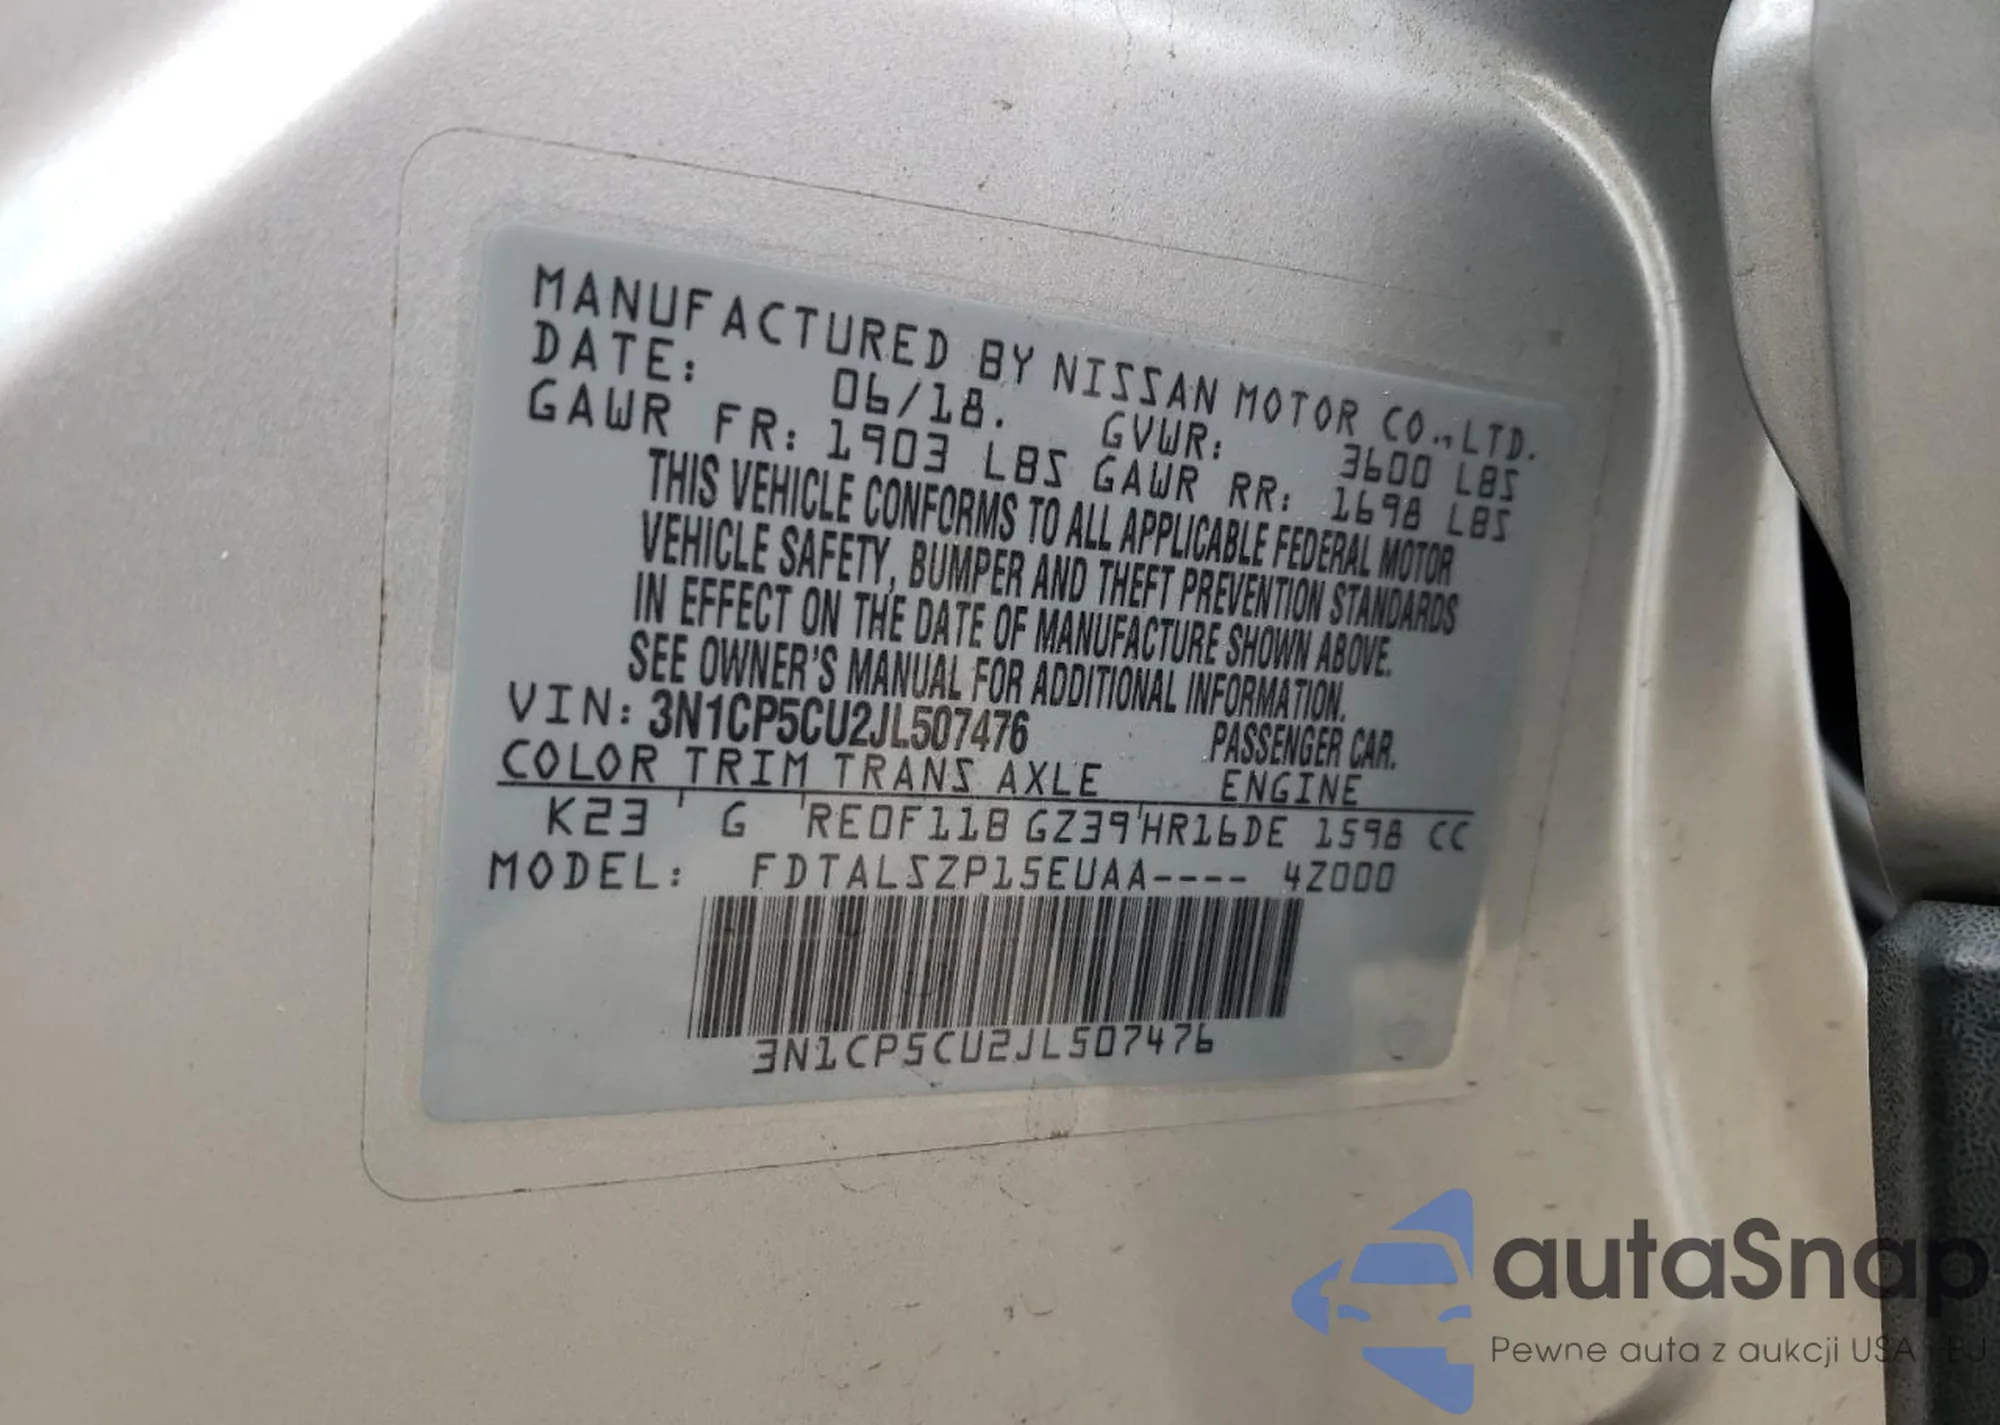 MANUFACTURED BY NISSAN MOTOR CO.,LTD.
DATE: 06/18. GVWR: 3600 LBS
GAWR FR: 1903 LBS GAWR RR: 1698 LBS
THIS VEHICLE CONFORMS TO ALL APPLICABLE FEDERAL MOTOR
VEHICLE SAFETY, BUMPER AND THEFT PREVENTION STANDARDS
IN EFFECT ON THE DATE OF MANUFACTURE SHOWN ABOVE.
SEE OWNER'S MANUAL FOR ADDITIONAL INFORMATION.
VIN: 3N1CP5CU2JL507476 PASSENGER CAR.
COLOR TRIM TRANS AXLE ENGINE
K23 G RE0F11B GZ39 HR16DE 1598 CC
MODEL: FDTALSZP15EUAA---- 4Z000
3N1CP5CU2JL507476
autaSnap
Pewne auta z aukcji USA i EU